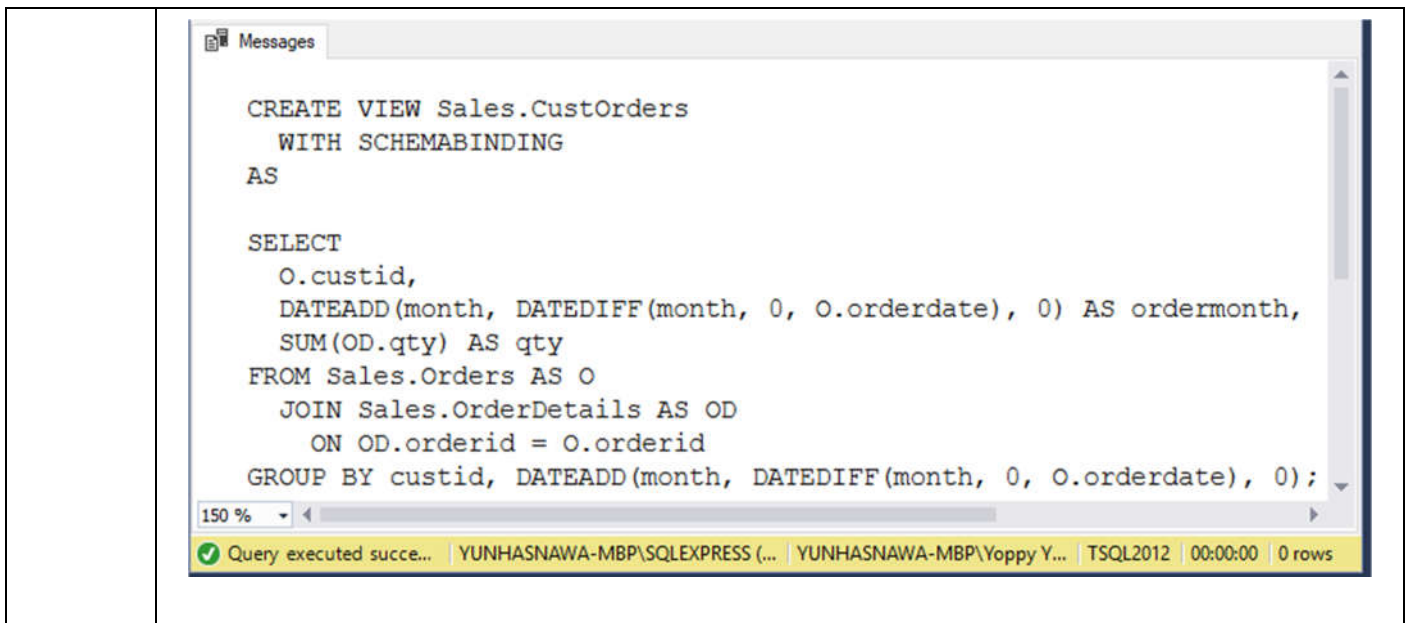 Messages
CREATE VIEW Sales.CustOrders
WITH SCHEMABINDING
AS
SELECT
O.custid,
DATEADD(month, DATEDIFF(month, 0, O.orderdate), 0) AS ordermonth,
SUM(OD.qty) AS qty
FROM Sales.Orders AS O
JOIN Sales.OrderDetails AS OD
ON OD.orderid = O.orderid
GROUP BY custid, DATEADD(month, DATEDIFF(month, 0, O.orderdate), 0);
150 %
Query executed succe... YUNHASNAWA-MBP\SQLEXPRESS (... YUNHASNAWA-MBP\Yoppy Y... TSQL2012 00:00:00 0 rows